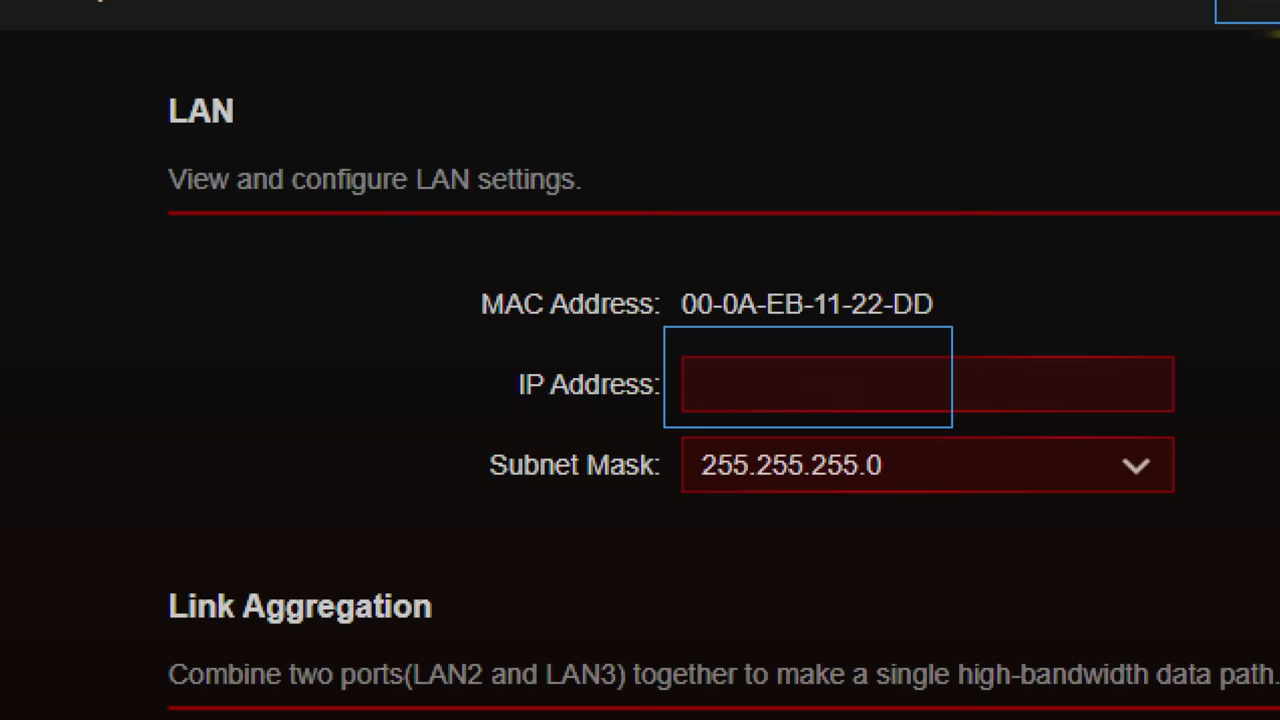 LAN
View and configure LAN settings.
MAC Address: 00-0A-EB-11-22-DD
IP Address:
Subnet Mask: 255.255.255.0
Link Aggregation
Combine two ports(LAN2 and LAN3) together to make a single high-bandwidth data path.